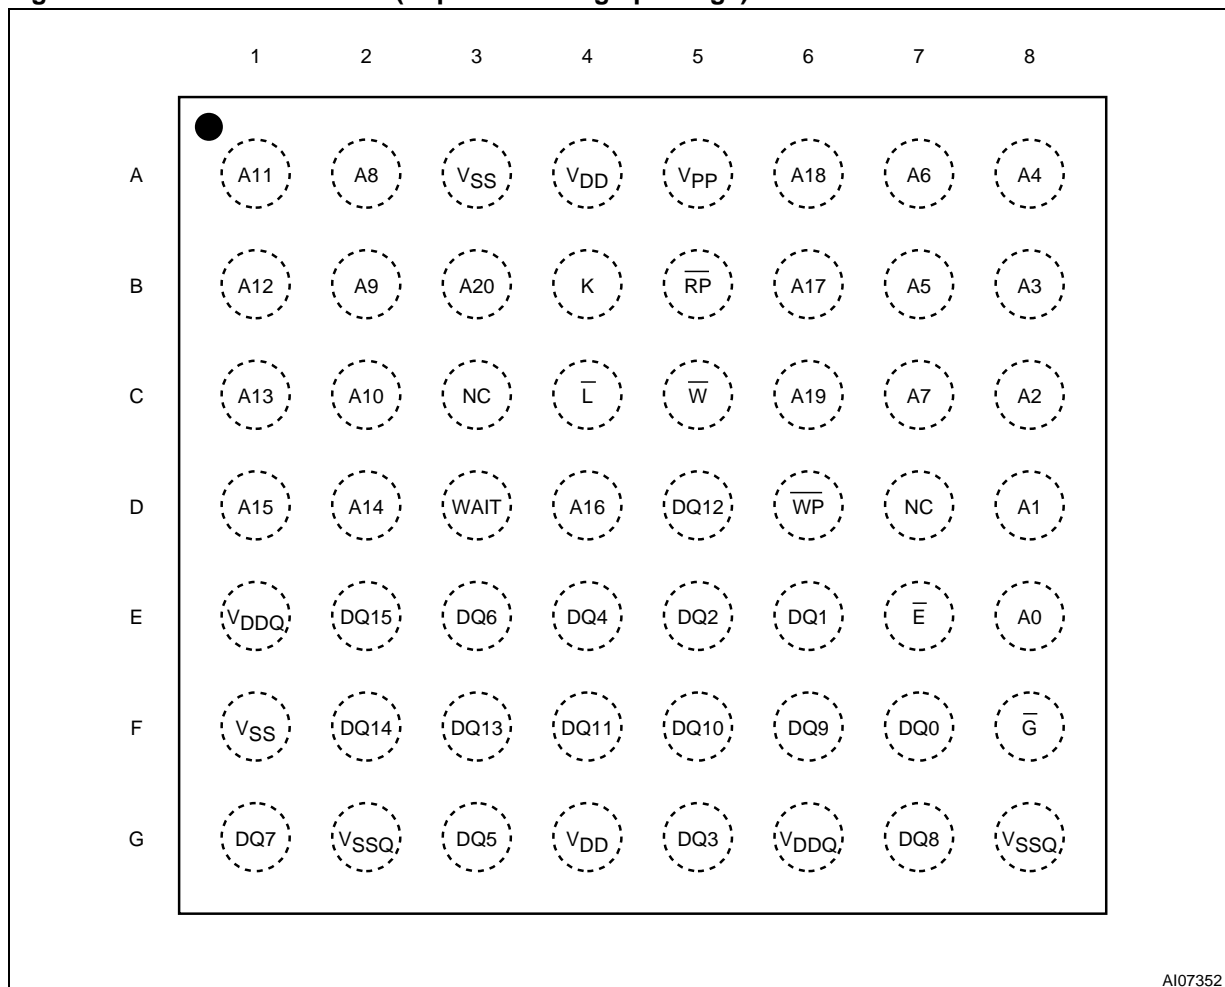 1 2 3 4 5 6 7 8
A A11 A8 VSS VDD VPP A18 A6 A4
B A12 A9 A20 K R̅P̅ A17 A5 A3
C A13 A10 NC L̅ W̅ A19 A7 A2
D A15 A14 WAIT A16 DQ12 W̅P̅ NC A1
E VDDQ DQ15 DQ6 DQ4 DQ2 DQ1 E̅ A0
F VSS DQ14 DQ13 DQ11 DQ10 DQ9 DQ0 G̅
G DQ7 VSSQ DQ5 VDD DQ3 VDDQ DQ8 VSSQ
AI07352